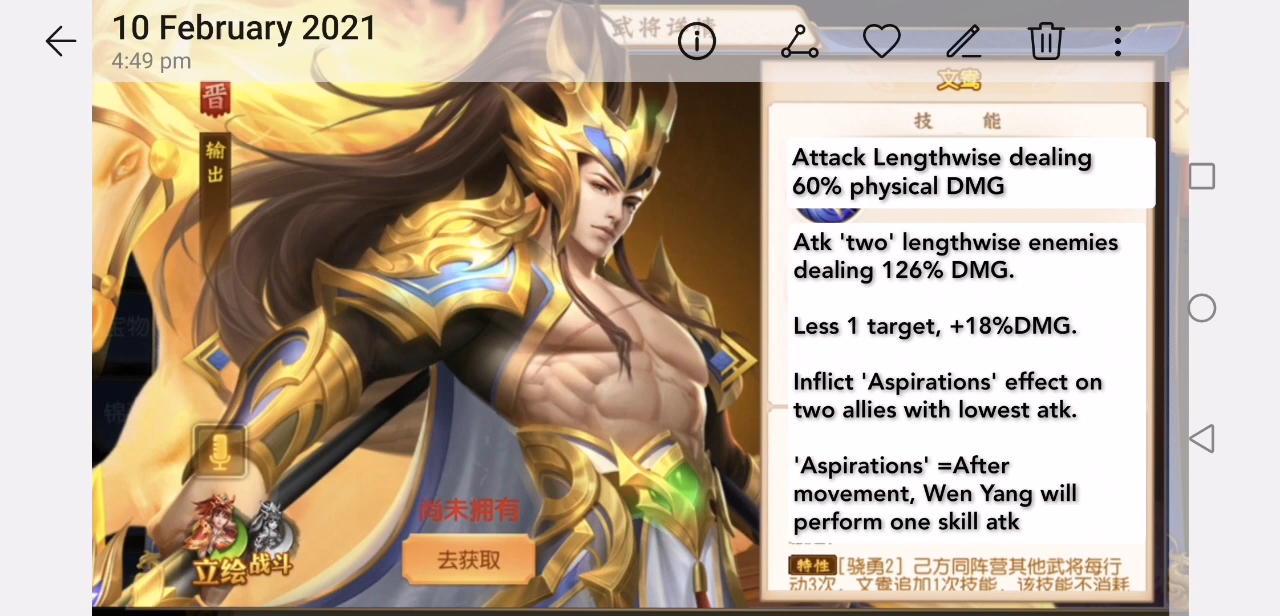 10 February 2021
4:49 pm
武将详情
晋
输出
文鸯
技 能
Attack Lengthwise dealing
60% physical DMG
Atk 'two' lengthwise enemies
dealing 126% DMG.
Less 1 target, +18%DMG.
Inflict 'Aspirations' effect on
two allies with lowest atk.
'Aspirations' =After
movement, Wen Yang will
perform one skill atk
宝物
锦
尚未拥有
去获取
立绘战斗
特性 [骁勇2] 己方同阵营其他武将每行
动3次，文鸯追加1次技能，该技能不消耗